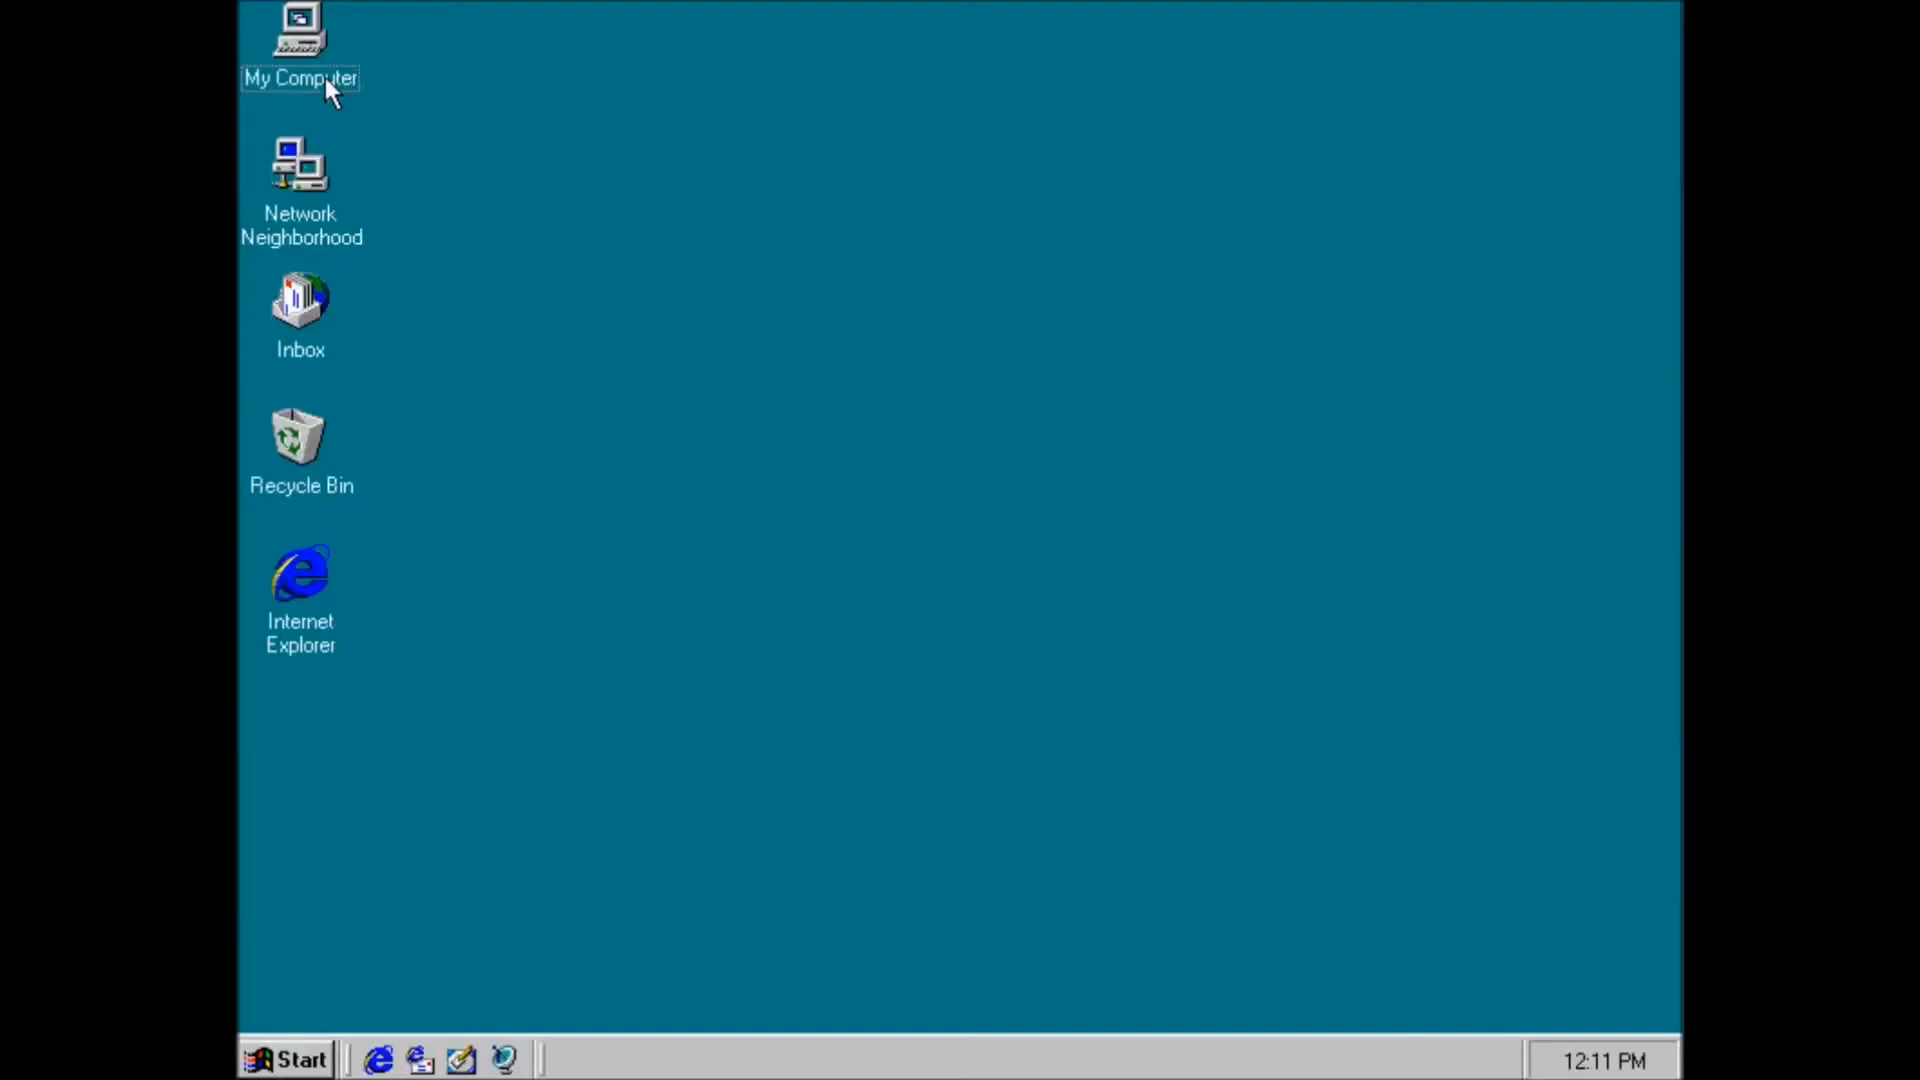 My Computer
Network
Neighborhood
Inbox
Recycle Bin
Internet
Explorer
Start
12:11 PM